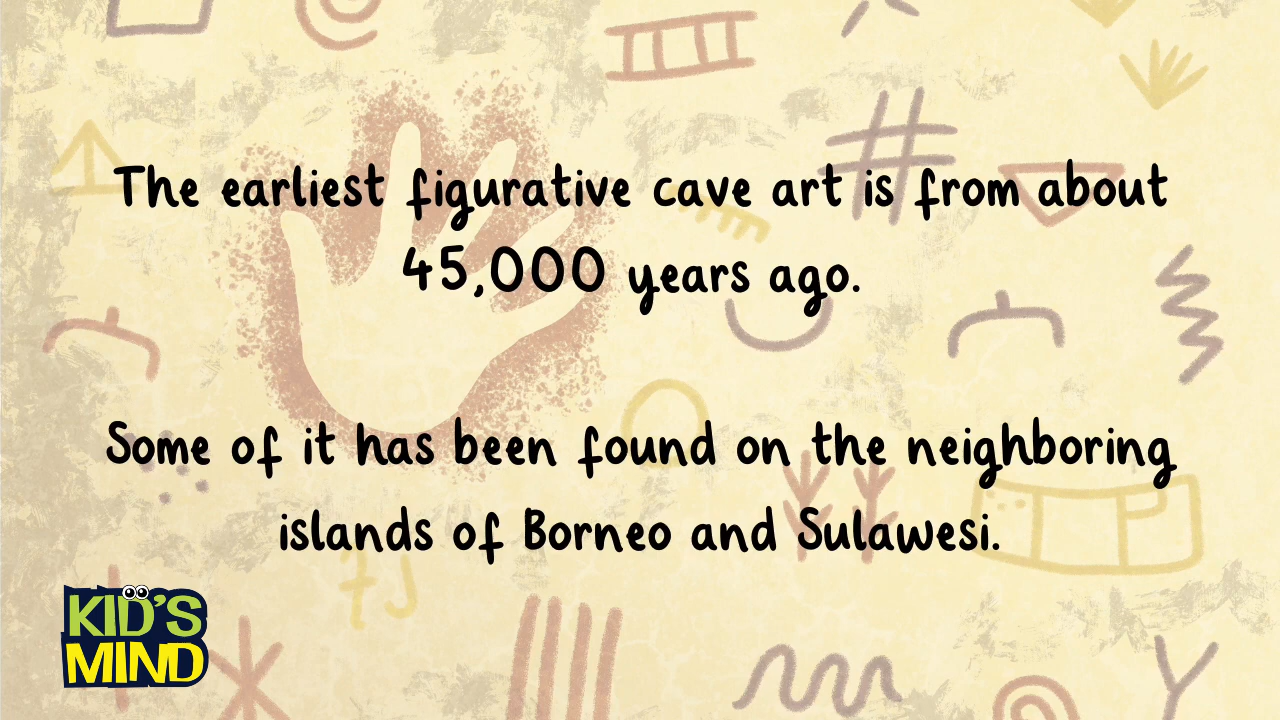 The earliest figurative cave art is from about
45,000 years ago.
Some of it has been found on the neighboring
islands of Borneo and Sulawesi.
KID'S
MIND